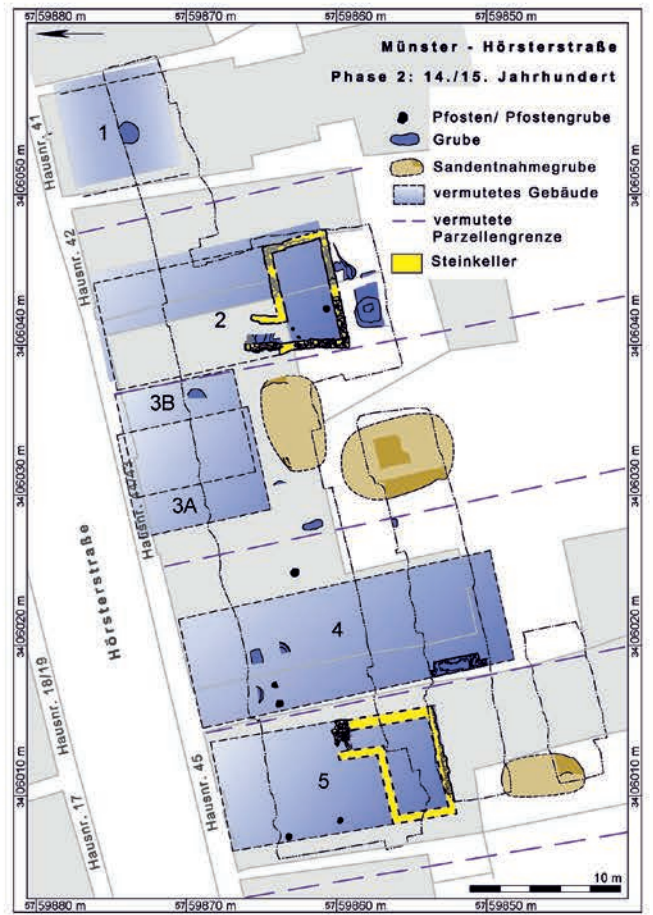 57/59880 m 57/59870 m 57/59860 m 57/59850 m
Münster - Hörsterstraße
Phase 2: 14./15. Jahrhundert
Pfosten/ Pfostengrube
Grube
Sandentnahmegrube
vermutetes Gebäude
vermutete
Parzellengrenze
Steinkeller
34/06050 m
34/06040 m
34/06030 m
34/06020 m
34/06010 m
Hausnr. 41
1
Hausnr. 42
2
3B
3A
Hörsterstraße
4
Hausnr. 18/19
Hausnr. 45
5
Hausnr. 17
34/06050 m
34/06040 m
34/06030 m
34/06020 m
34/06010 m
10 m
57/59880 m 57/59870 m 57/59860 m 57/59850 m